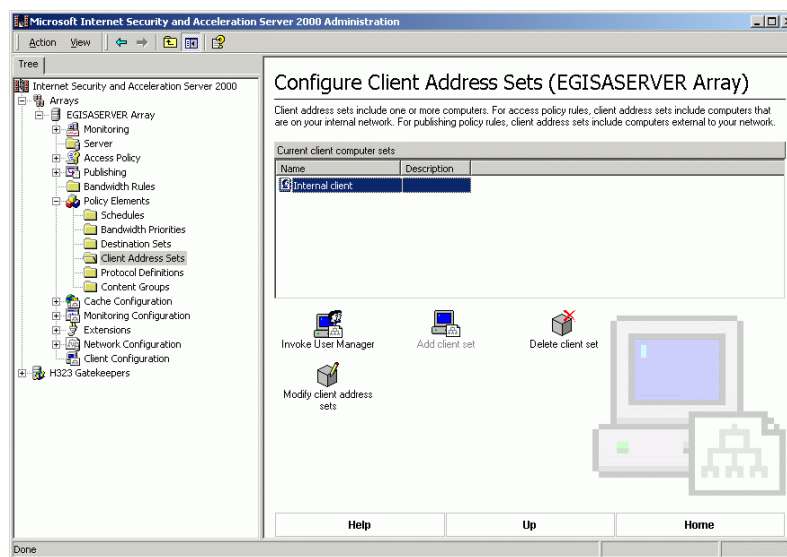 Microsoft Internet Security and Acceleration Server 2000 Administration
Action View
Tree
Internet Security and Acceleration Server 2000
Arrays
EGISASERVER Array
Monitoring
Server
Access Policy
Publishing
Bandwidth Rules
Policy Elements
Schedules
Bandwidth Priorities
Destination Sets
Client Address Sets
Protocol Definitions
Content Groups
Cache Configuration
Monitoring Configuration
Extensions
Network Configuration
Client Configuration
H323 Gatekeepers
Configure Client Address Sets (EGISASERVER Array)
Client address sets include one or more computers. For access policy rules, client address sets include computers that
are on your internal network. For publishing policy rules, client address sets include computers external to your network.
Current client computer sets
Name Description
Internal client
Invoke User Manager Add client set Delete client set
Modify client address
sets
Help Up Home
Done